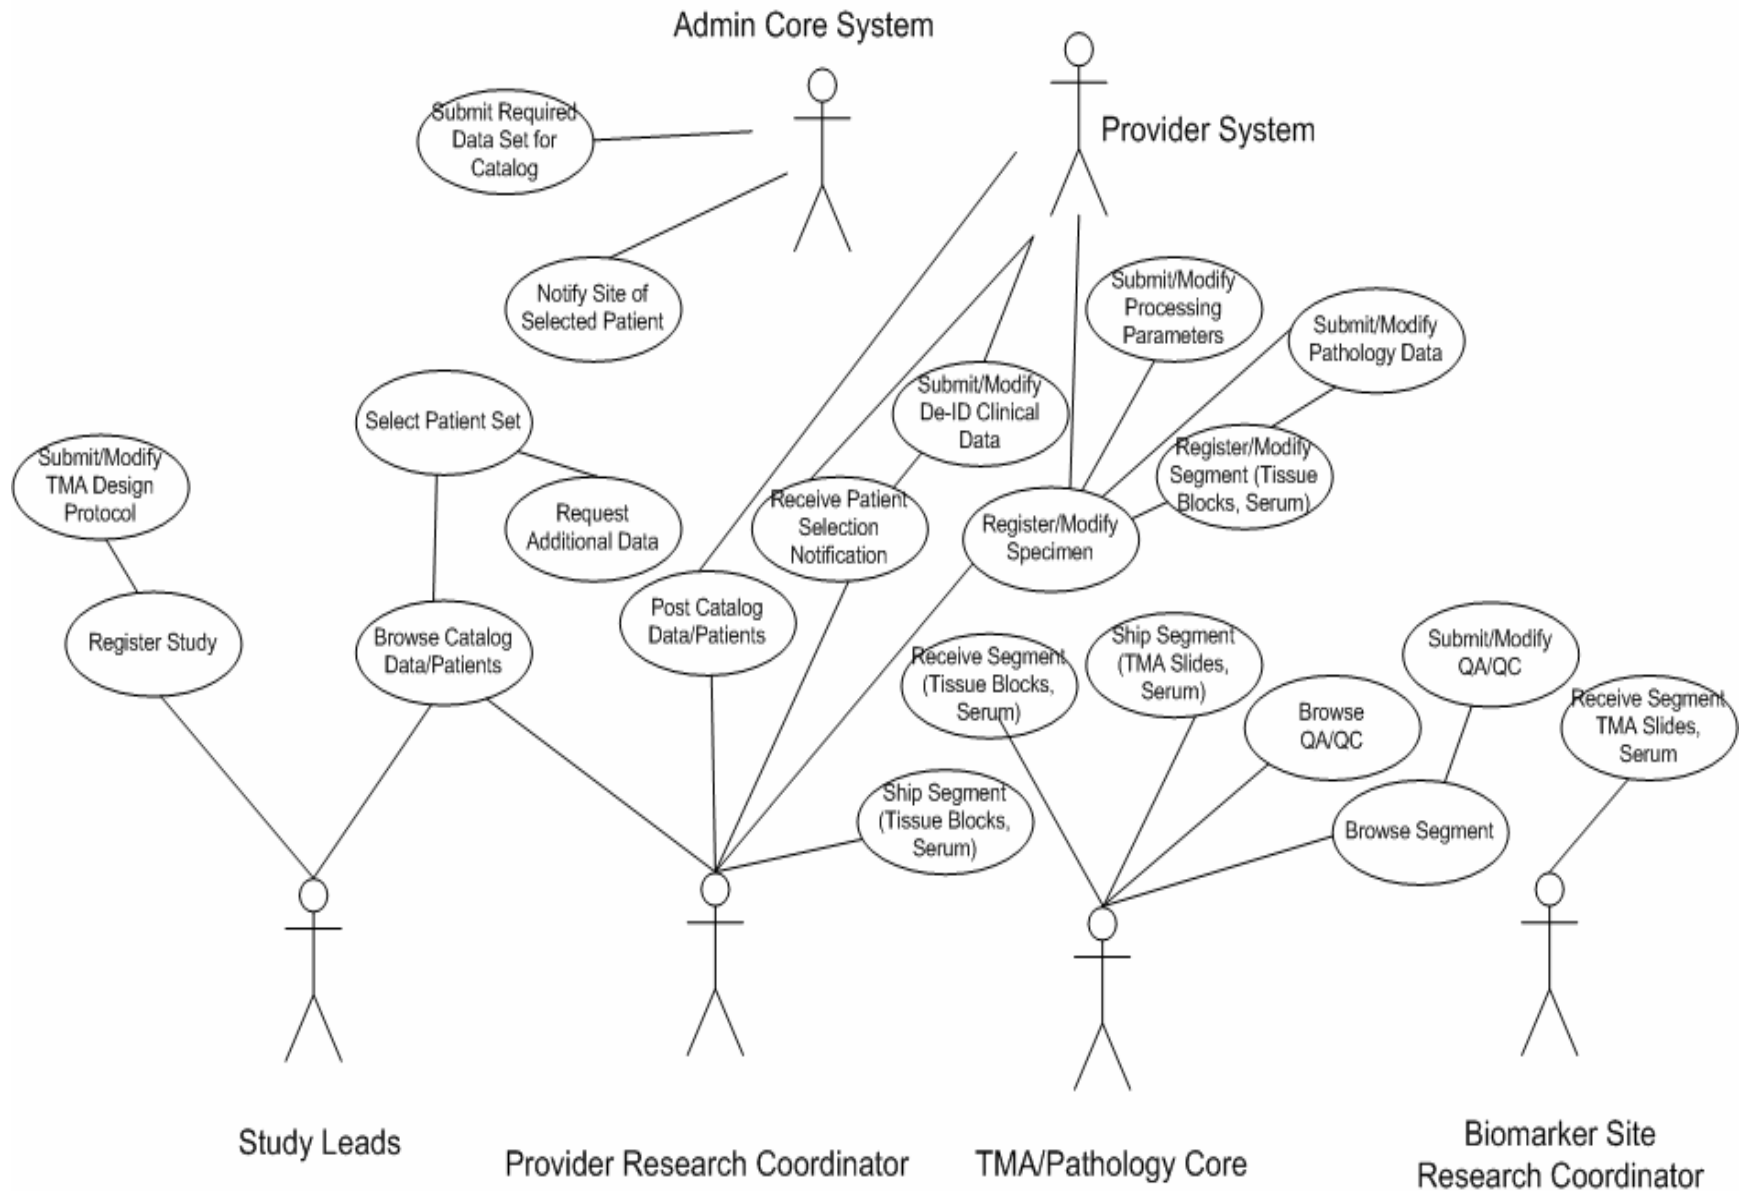 Admin Core System
Provider System
Submit Required
Data Set for
Catalog
Notify Site of
Selected Patient
Submit/Modify
Processing
Parameters
Submit/Modify
Pathology Data
Select Patient Set
Submit/Modify
De-ID Clinical
Data
Submit/Modify
TMA Design
Protocol
Request
Additional Data
Receive Patient
Selection
Notification
Register/Modify
Specimen
Register/Modify
Segment (Tissue
Blocks, Serum)
Register Study
Browse Catalog
Data/Patients
Post Catalog
Data/Patients
Receive Segment
(Tissue Blocks,
Serum)
Ship Segment
(TMA Slides,
Serum)
Browse
QA/QC
Submit/Modify
QA/QC
Receive Segment
TMA Slides,
Serum
Ship Segment
(Tissue Blocks,
Serum)
Browse Segment
Study Leads
Provider Research Coordinator
TMA/Pathology Core
Biomarker Site
Research Coordinator